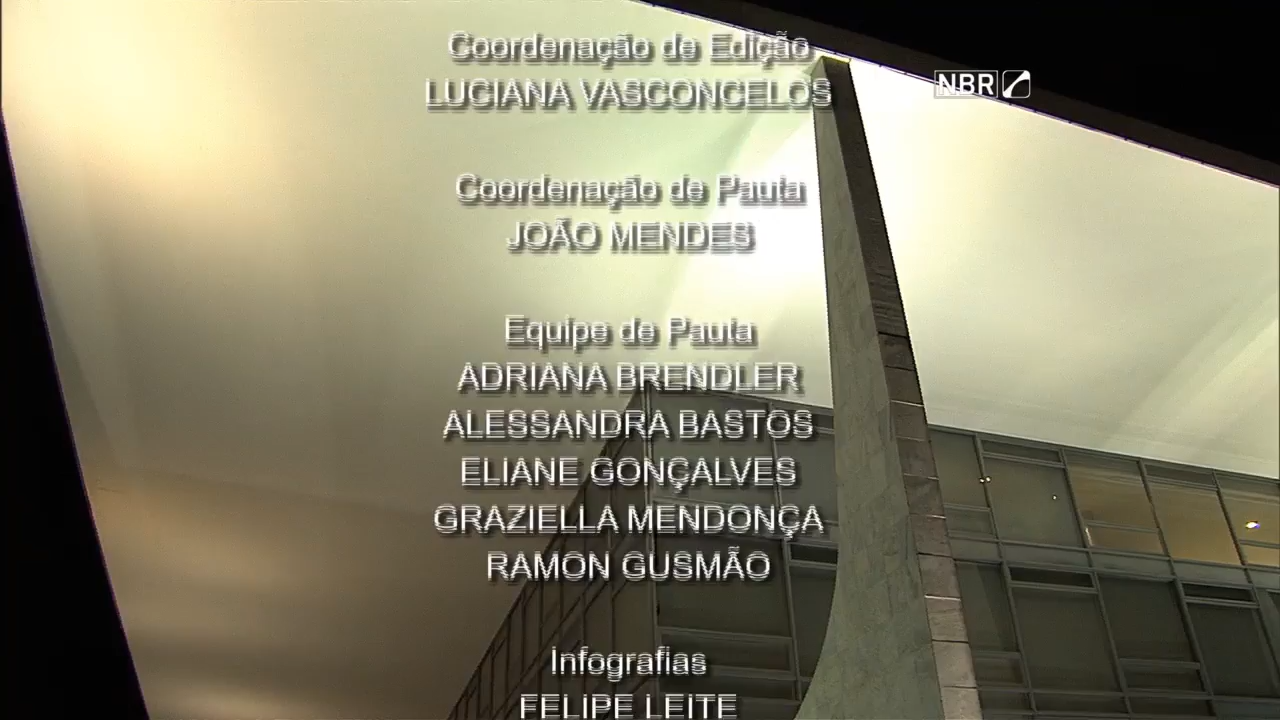 Coordenação de Edição
LUCIANA VASCONCELOS
NBR
Coordenação de Pauta
JOÃO MENDES
Equipe de Pauta
ADRIANA BRENDLER
ALESSANDRA BASTOS
ELIANE GONÇALVES
GRAZIELLA MENDONÇA
RAMON GUSMÃO
Infografias
FELIPE LEITE